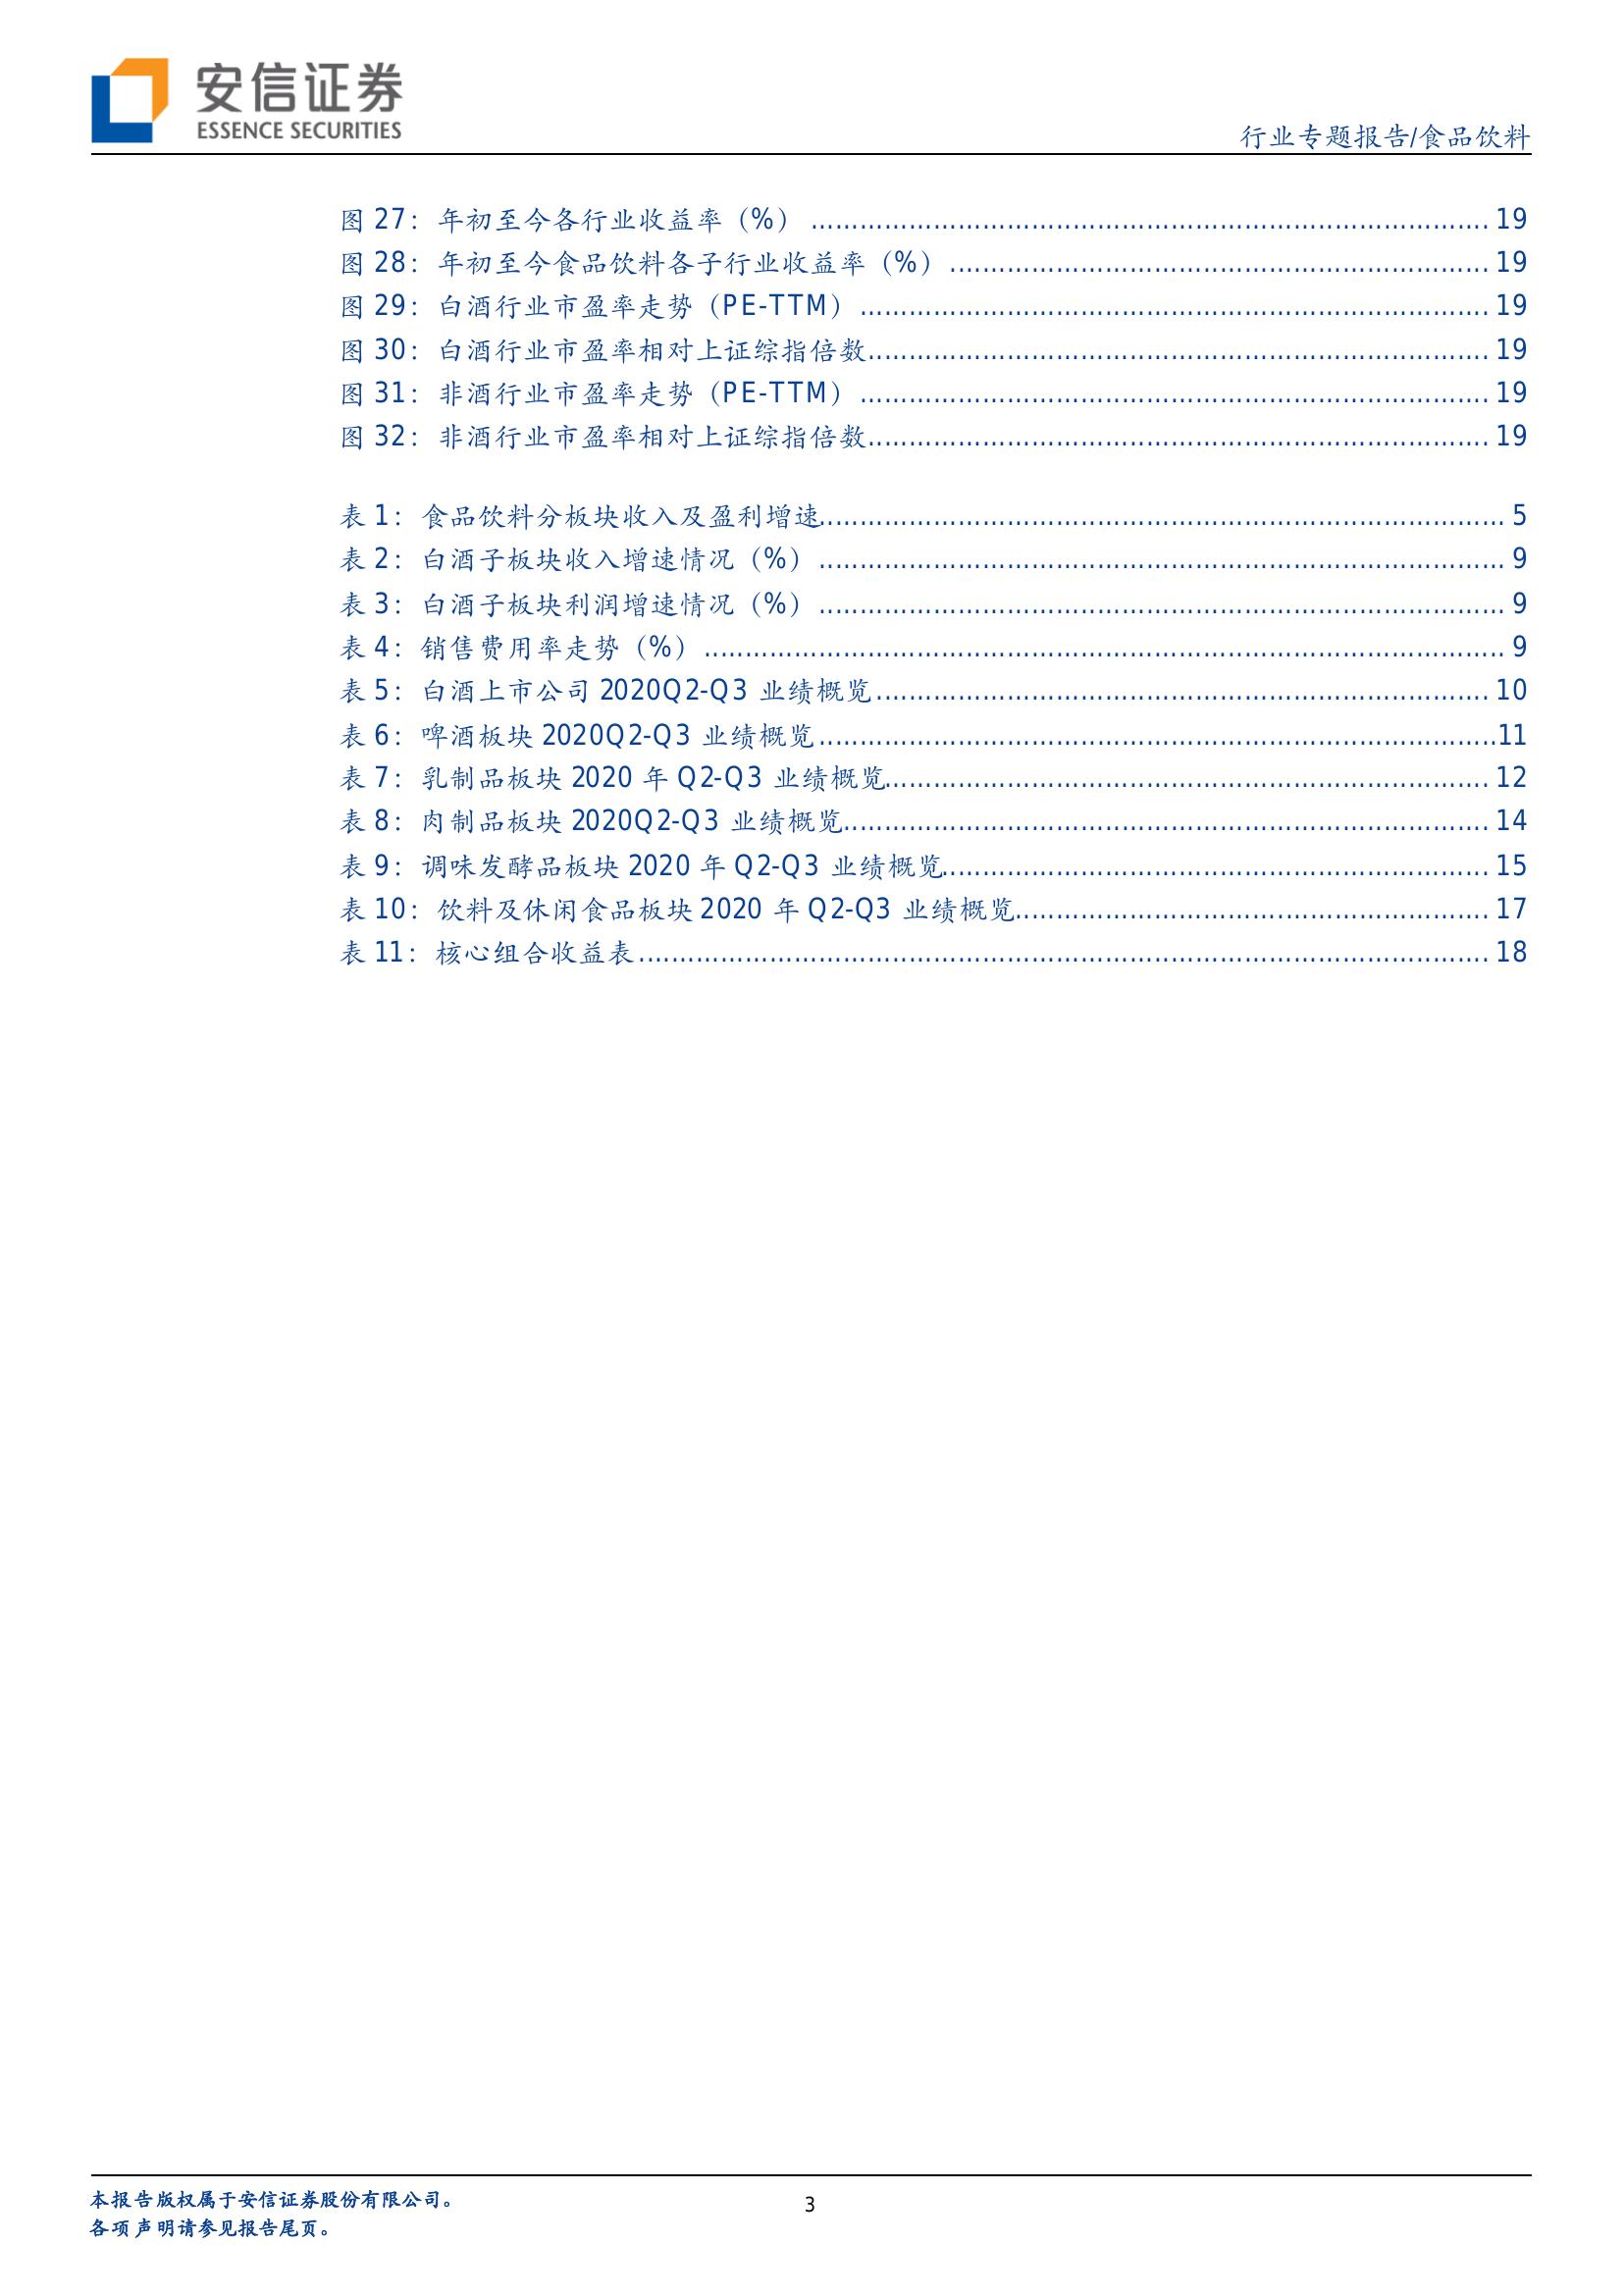 安信证券
ESSENCE SECURITIES
行业专题报告/食品饮料
图 27：年初至今各行业收益率（%） ........................................ 19
图 28：年初至今食品饮料各子行业收益率（%） ........................................ 19
图 29：白酒行业市盈率走势（PE-TTM） ........................................ 19
图 30：白酒行业市盈率相对上证综指倍数........................................ 19
图 31：非酒行业市盈率走势（PE-TTM） ........................................ 19
图 32：非酒行业市盈率相对上证综指倍数........................................ 19
表 1：食品饮料分板块收入及盈利增速........................................ 5
表 2：白酒子板块收入增速情况（%） ........................................ 9
表 3：白酒子板块利润增速情况（%） ........................................ 9
表 4：销售费用率走势（%） ........................................ 9
表 5：白酒上市公司 2020Q2-Q3 业绩概览........................................ 10
表 6：啤酒板块 2020Q2-Q3 业绩概览........................................ 11
表 7：乳制品板块 2020 年 Q2-Q3 业绩概览........................................ 12
表 8：肉制品板块 2020Q2-Q3 业绩概览........................................ 14
表 9：调味发酵品板块 2020 年 Q2-Q3 业绩概览........................................ 15
表 10：饮料及休闲食品板块 2020 年 Q2-Q3 业绩概览........................................ 17
表 11：核心组合收益表........................................ 18
本报告版权属于安信证券股份有限公司。
各项声明请参见报告尾页。
3